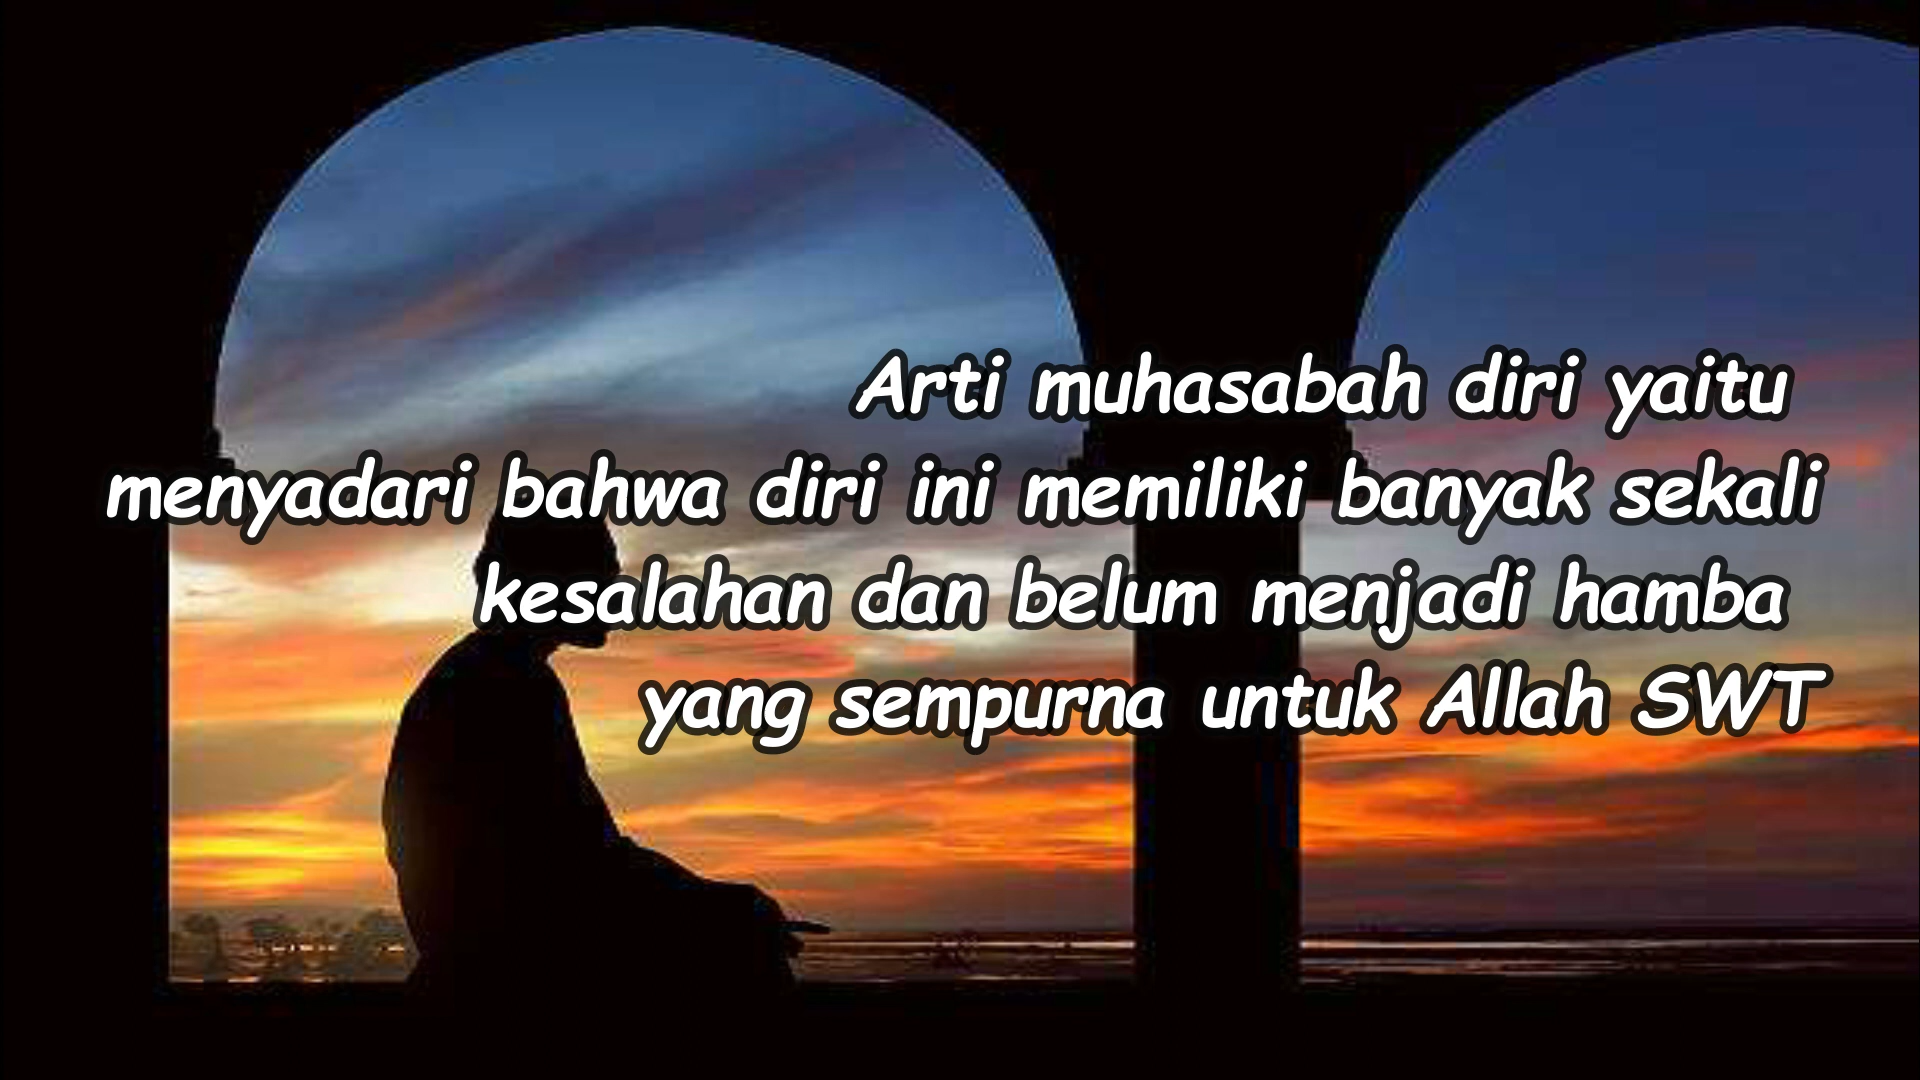 Arti muhasabah diri yaitu
menyadari bahwa diri ini memiliki banyak sekali
kesalahan dan belum menjadi hamba
yang sempurna untuk Allah SWT